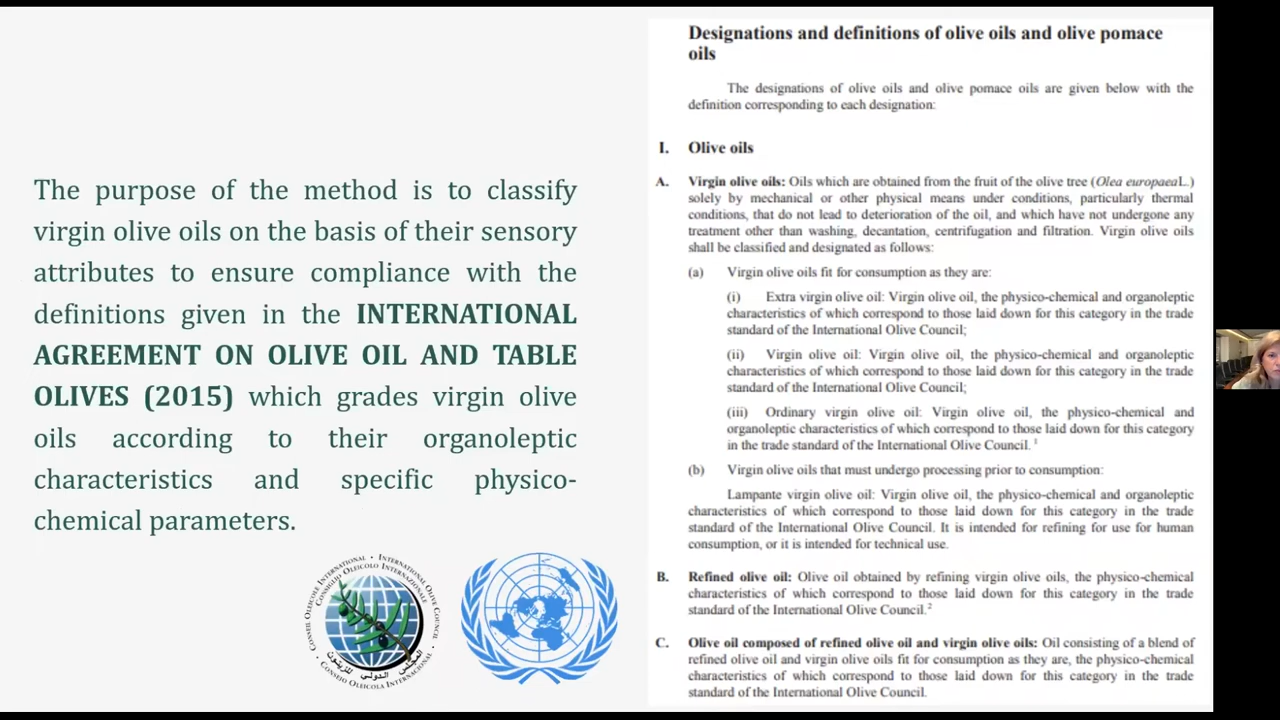 The purpose of the method is to classify
virgin olive oils on the basis of their sensory
attributes to ensure compliance with the
definitions given in the INTERNATIONAL
AGREEMENT ON OLIVE OIL AND TABLE
OLIVES (2015) which grades virgin olive
oils according to their organoleptic
characteristics and specific physico-
chemical parameters.
Designations and definitions of olive oils and olive pomace
oils
The designations of olive oils and olive pomace oils are given below with the
definition corresponding to each designation:
I. Olive oils
A. Virgin olive oils: Oils which are obtained from the fruit of the olive tree (Olea europaea L.)
solely by mechanical or other physical means under conditions, particularly thermal
conditions, that do not lead to deterioration of the oil, and which have not undergone any
treatment other than washing, decantation, centrifugation and filtration. Virgin olive oils
shall be classified and designated as follows:
(a) Virgin olive oils fit for consumption as they are:
(i) Extra virgin olive oil: Virgin olive oil, the physico-chemical and organoleptic
characteristics of which correspond to those laid down for this category in the trade
standard of the International Olive Council;
(ii) Virgin olive oil: Virgin olive oil, the physico-chemical and organoleptic
characteristics of which correspond to those laid down for this category in the trade
standard of the International Olive Council;
(iii) Ordinary virgin olive oil: Virgin olive oil, the physico-chemical and
organoleptic characteristics of which correspond to those laid down for this category
in the trade standard of the International Olive Council. 1
(b) Virgin olive oils that must undergo processing prior to consumption:
Lampante virgin olive oil: Virgin olive oil, the physico-chemical and organoleptic
characteristics of which correspond to those laid down for this category in the trade
standard of the International Olive Council. It is intended for refining for use for human
consumption, or it is intended for technical use.
B. Refined olive oil: Olive oil obtained by refining virgin olive oils, the physico-chemical
characteristics of which correspond to those laid down for this category in the trade
standard of the International Olive Council.2
C. Olive oil composed of refined olive oil and virgin olive oils: Oil consisting of a blend of
refined olive oil and virgin olive oils fit for consumption as they are, the physico-chemical
characteristics of which correspond to those laid down for this category in the trade
standard of the International Olive Council.